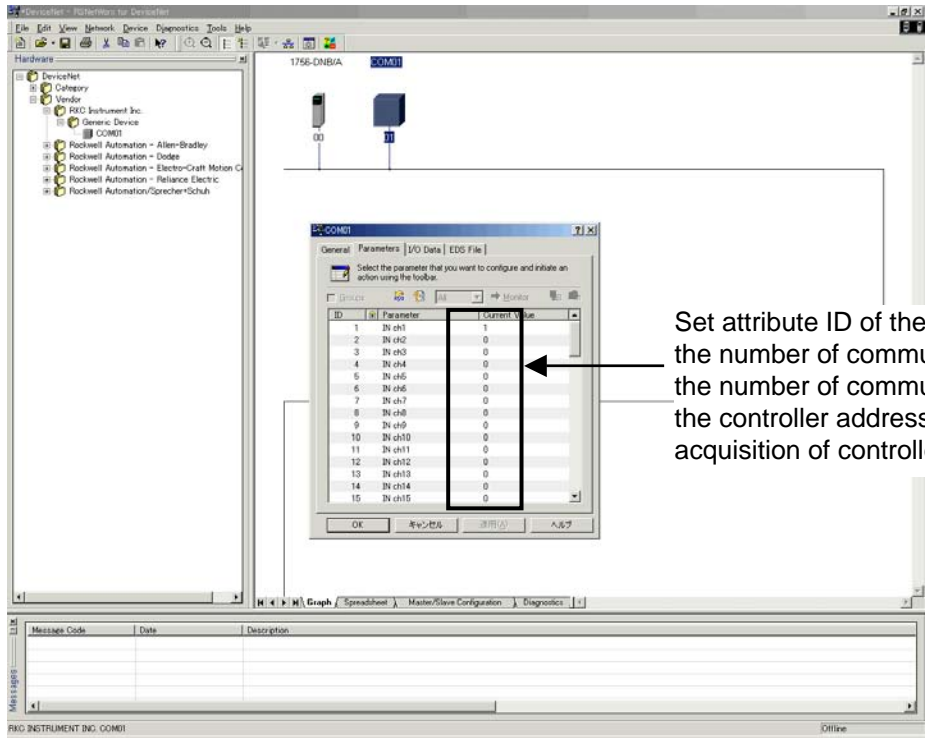 DeviceNet - RSNetWorx for DeviceNet
File Edit View Network Device Diagnostics Tools Help
Hardware
DeviceNet
Category
Vendor
RKC Instrument Inc.
Generic Device
COM01
Rockwell Automation - Allen-Bradley
Rockwell Automation - Dodge
Rockwell Automation - Electro-Craft Motion C
Rockwell Automation - Reliance Electric
Rockwell Automation/Sprecher+Schuh
1756-DNB/A COM01
00 01
COM01
General Parameters I/O Data EDS File
Select the parameter that you want to configure and initiate an
action using the toolbar.
Groups All Monitor
ID Parameter Current Value
1 IN ch1 1
2 IN ch2 0
3 IN ch3 0
4 IN ch4 0
5 IN ch5 0
6 IN ch6 0
7 IN ch7 0
8 IN ch8 0
9 IN ch9 0
10 IN ch10 0
11 IN ch11 0
12 IN ch12 0
13 IN ch13 0
14 IN ch14 0
15 IN ch15 0
OK キャンセル 適用(A) ヘルプ
Set attribute ID of the
the number of commu
the number of commu
the controller address
acquisition of controlle
Graph Spreadsheet Master/Slave Configuration Diagnostics
Message Code Date Description
Messages
RKC INSTRUMENT INC. COM01 Offline